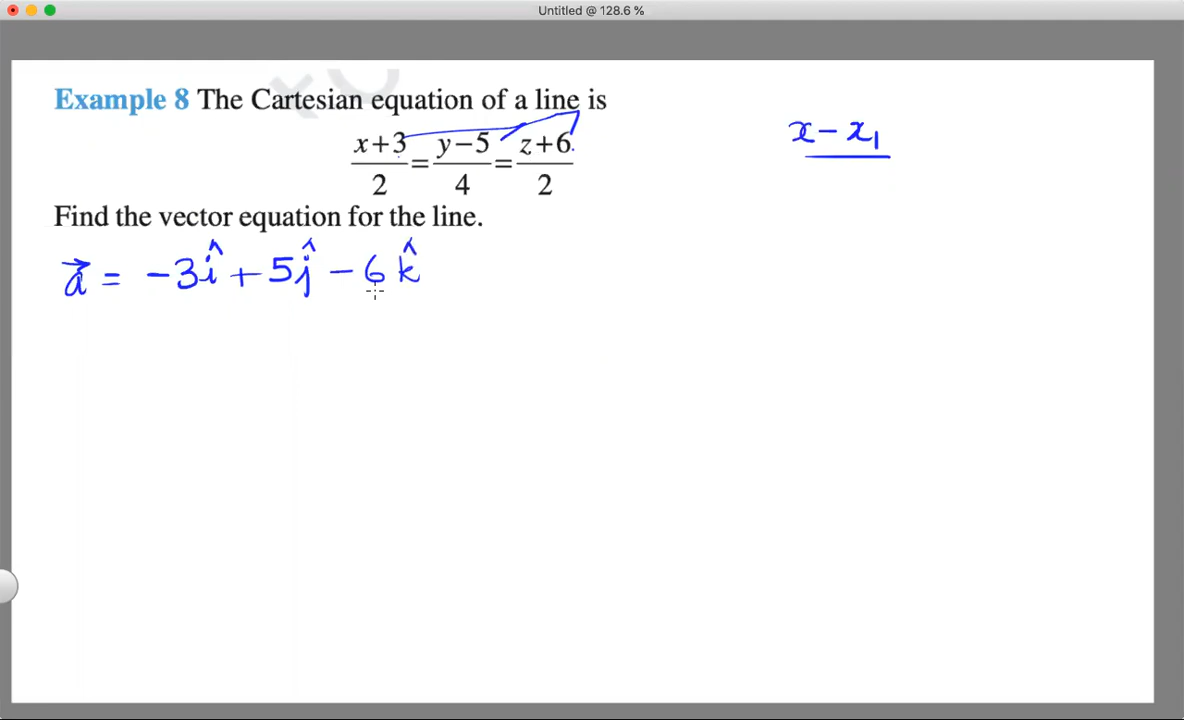 Untitled @ 128.6 %
Example 8 The Cartesian equation of a line is
x+3/2 = y−5/4 = z+6/2
x − x₁
Find the vector equation for the line.
a⃗ = −3î + 5ĵ − 6k̂